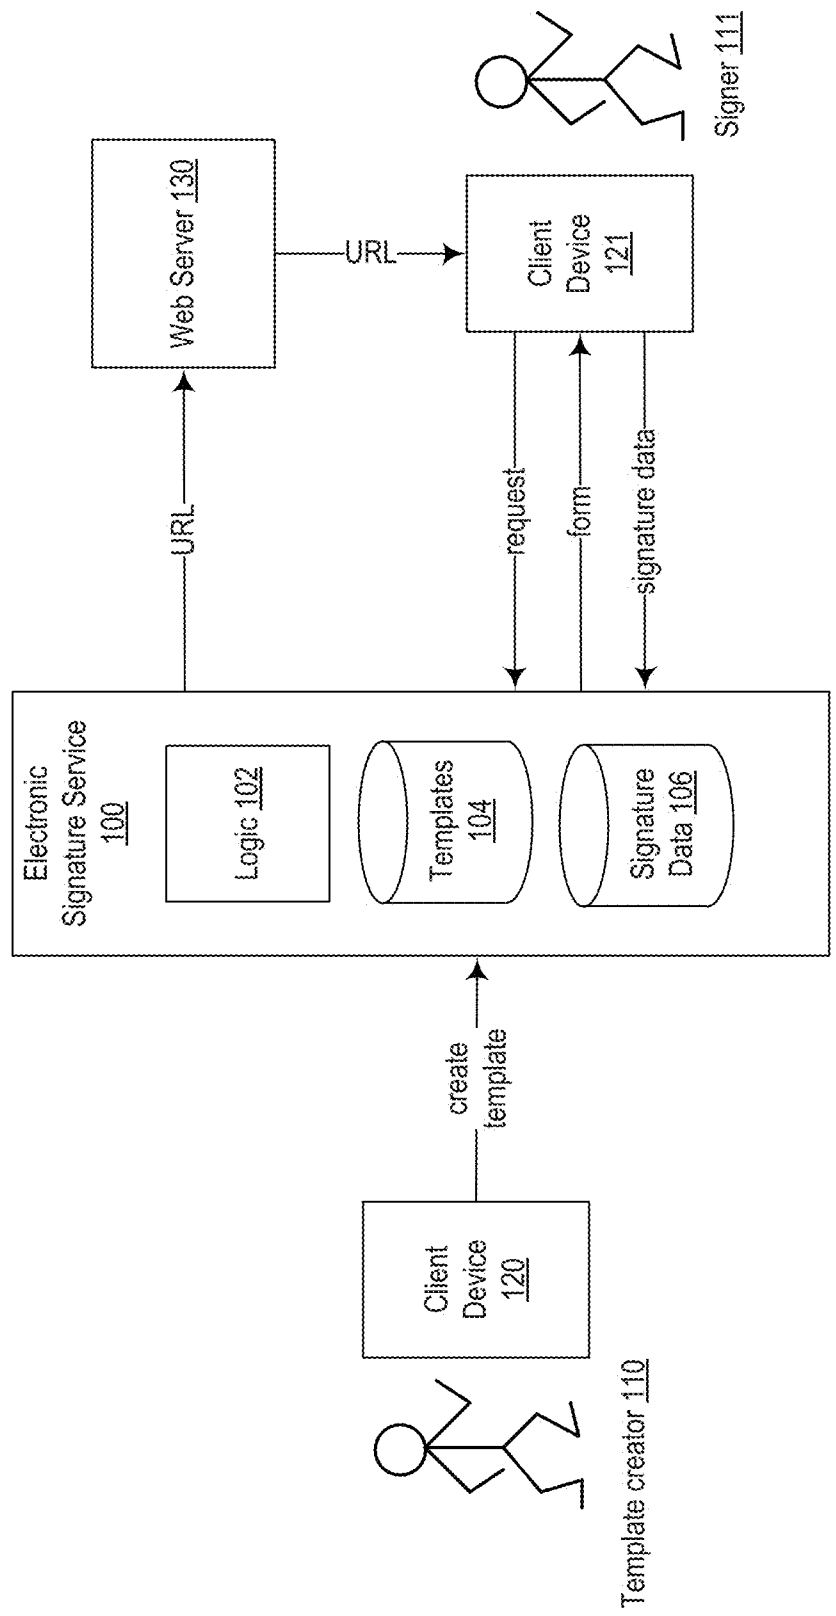 Electronic
Signature Service
100
Logic 102
Templates
104
Signature
Data 106
Client
Device
120
Template creator 110
create
template
URL
Web Server 130
URL
request
form
signature data
Client
Device
121
Signer 111